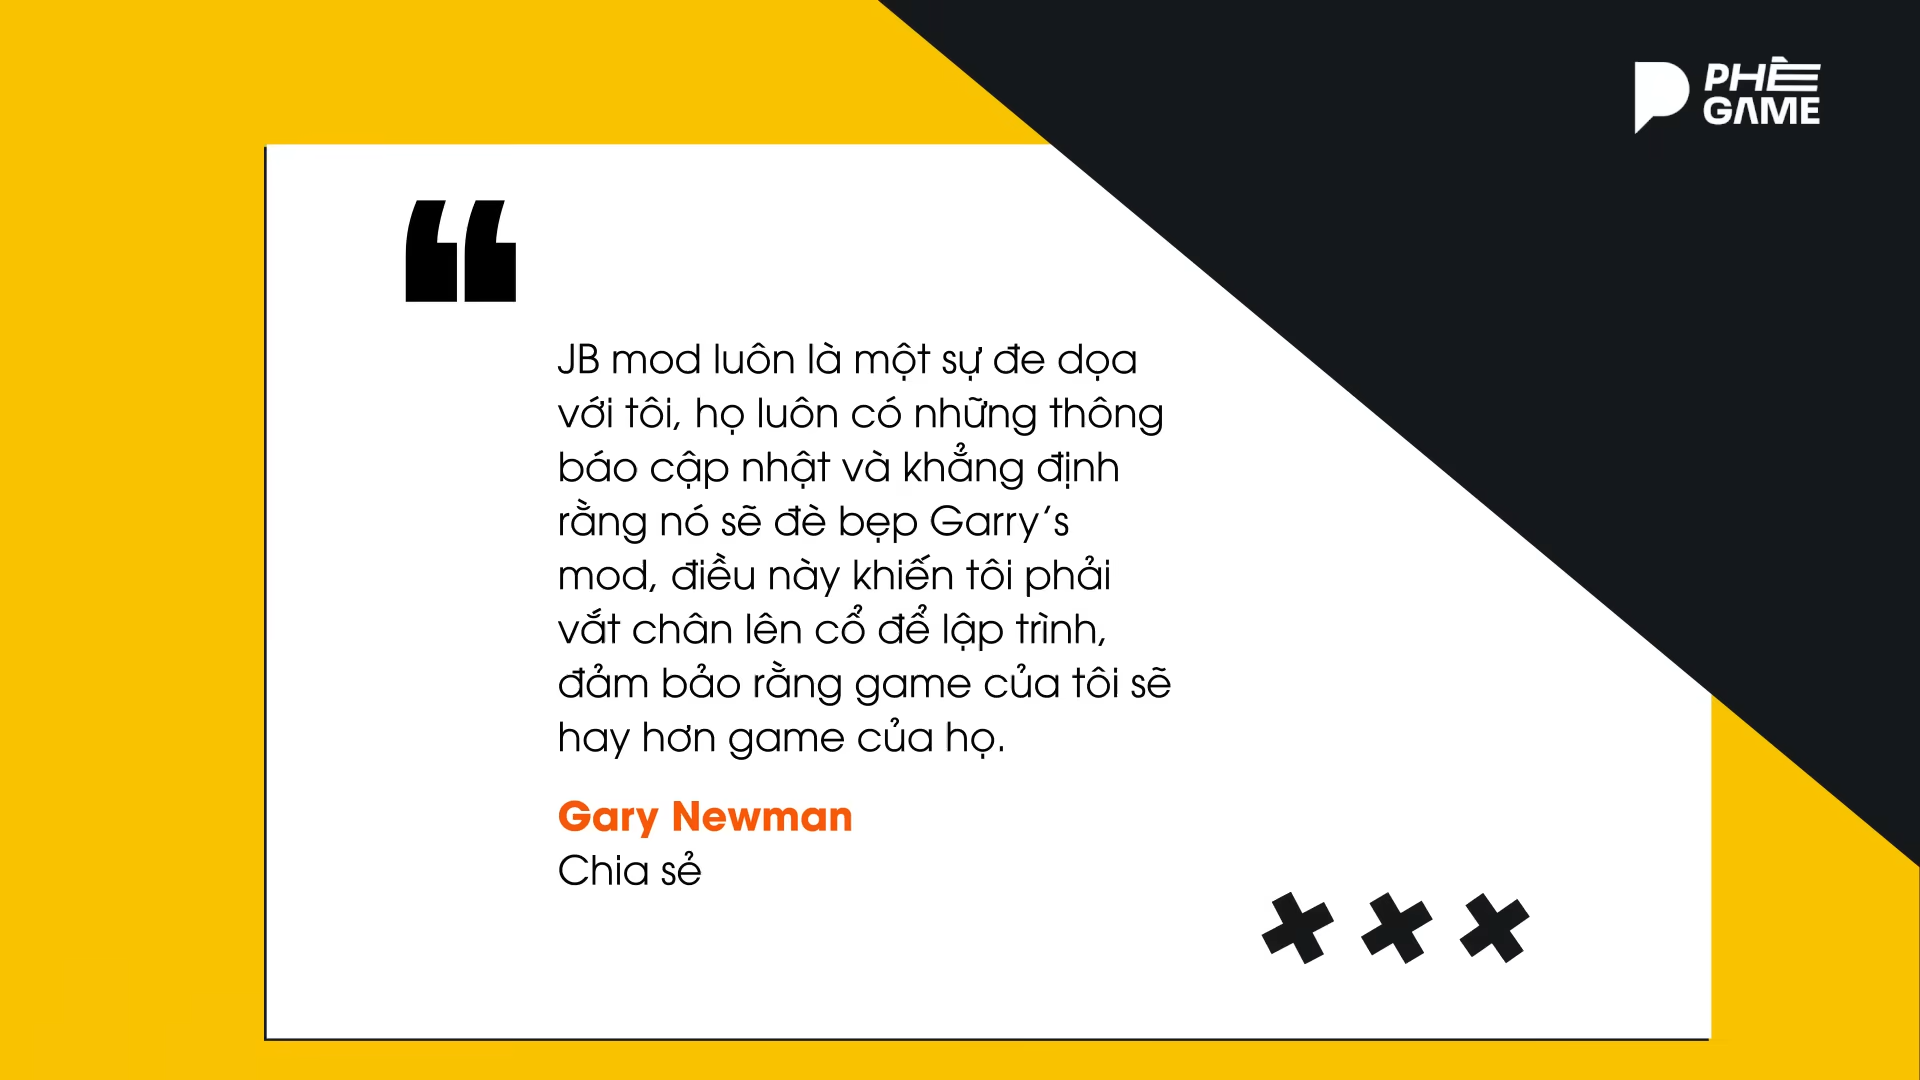 PHÈ
GAME
“
JB mod luôn là một sự đe dọa
với tôi, họ luôn có những thông
báo cập nhật và khẳng định
rằng nó sẽ đè bẹp Garry’s
mod, điều này khiến tôi phải
vắt chân lên cổ để lập trình,
đảm bảo rằng game của tôi sẽ
hay hơn game của họ.
Gary Newman
Chia sẻ